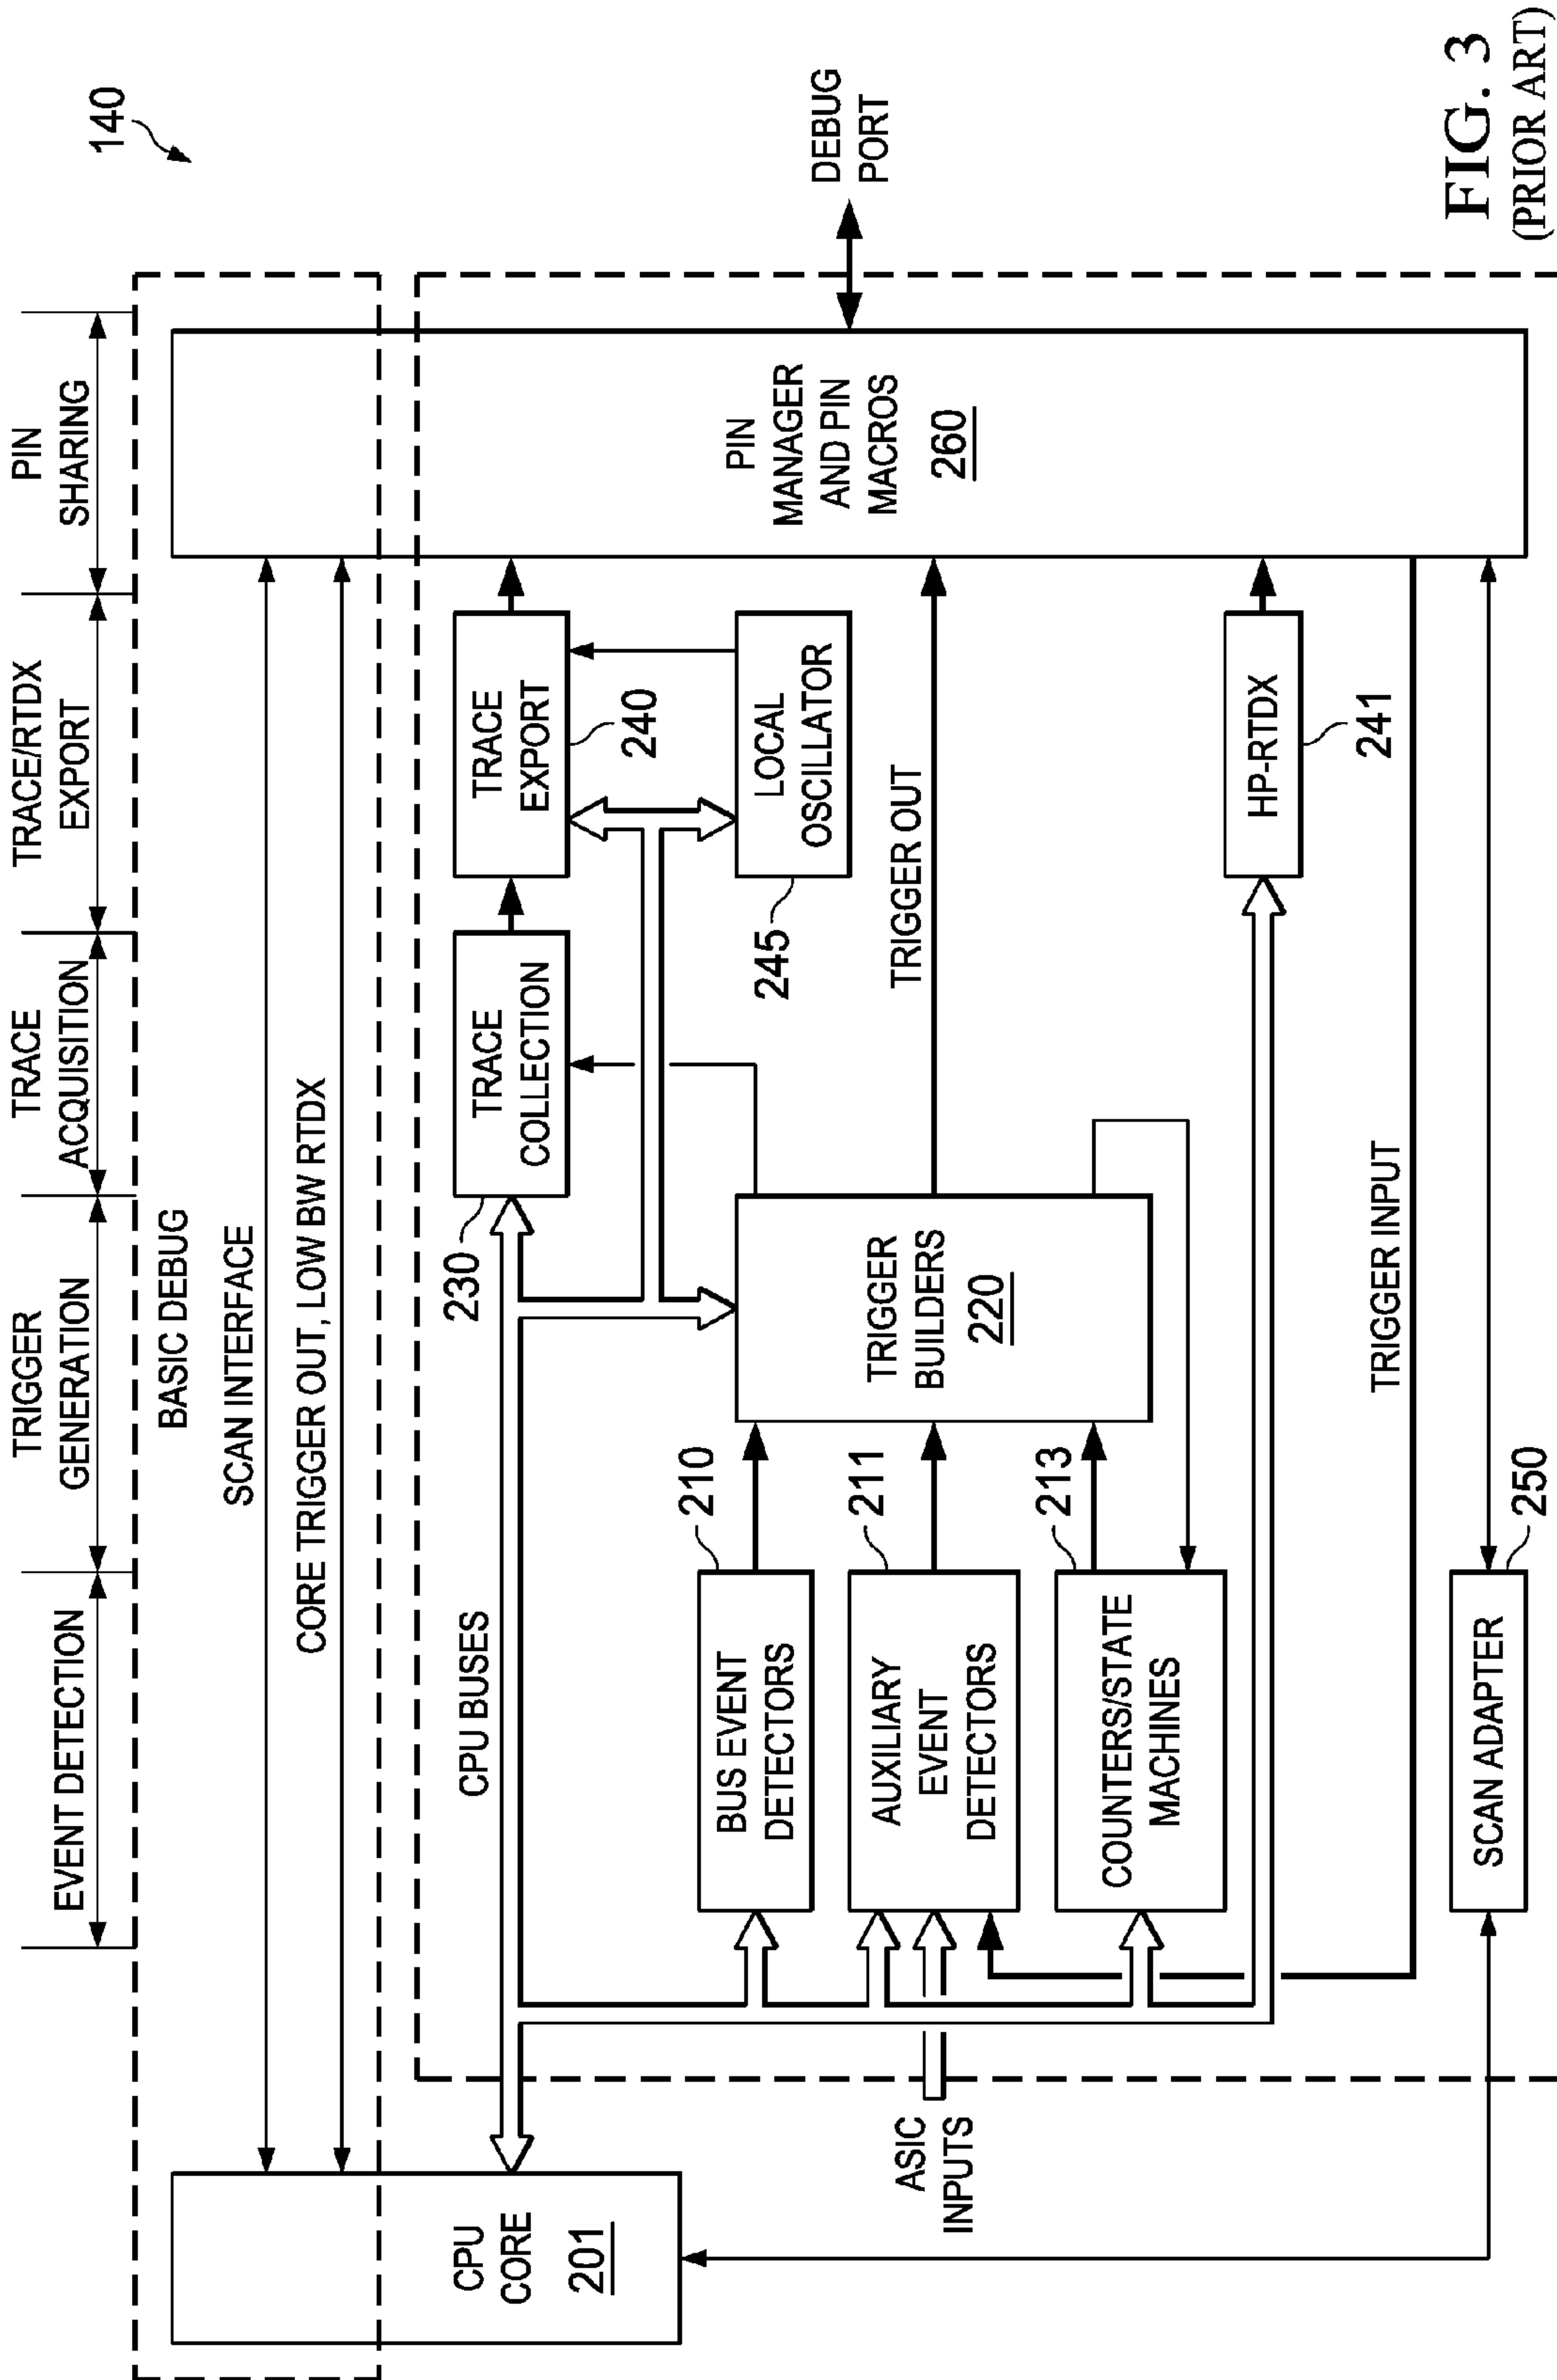 140
EVENT DETECTION
TRIGGER
GENERATION
TRACE
ACQUISITION
TRACE/RTDX
EXPORT
PIN
SHARING
BASIC DEBUG
SCAN INTERFACE
CORE TRIGGER OUT, LOW BW RTDX
CPU
CORE
201
CPU BUSES
230
TRACE
COLLECTION
TRACE
EXPORT
240
LOCAL
OSCILLATOR
245
BUS EVENT
DETECTORS
210
AUXILIARY
EVENT
DETECTORS
211
COUNTERS/STATE
MACHINES
213
TRIGGER
BUILDERS
220
TRIGGER OUT
ASIC
INPUTS
HP-RTDX
241
TRIGGER INPUT
SCAN ADAPTER
250
PIN
MANAGER
AND PIN
MACROS
260
DEBUG
PORT
FIG. 3
(PRIOR ART)